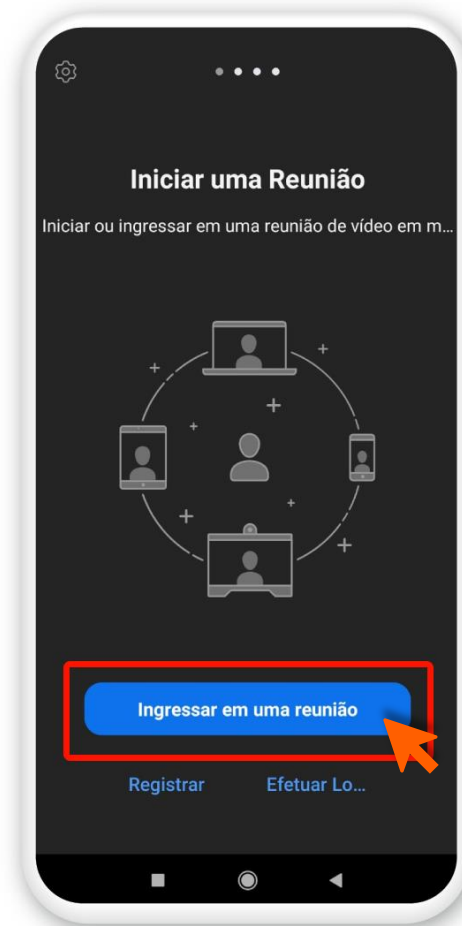 Iniciar uma Reunião
Iniciar ou ingressar em uma reunião de vídeo em m...
Ingressar em uma reunião
Registrar Efetuar Lo...